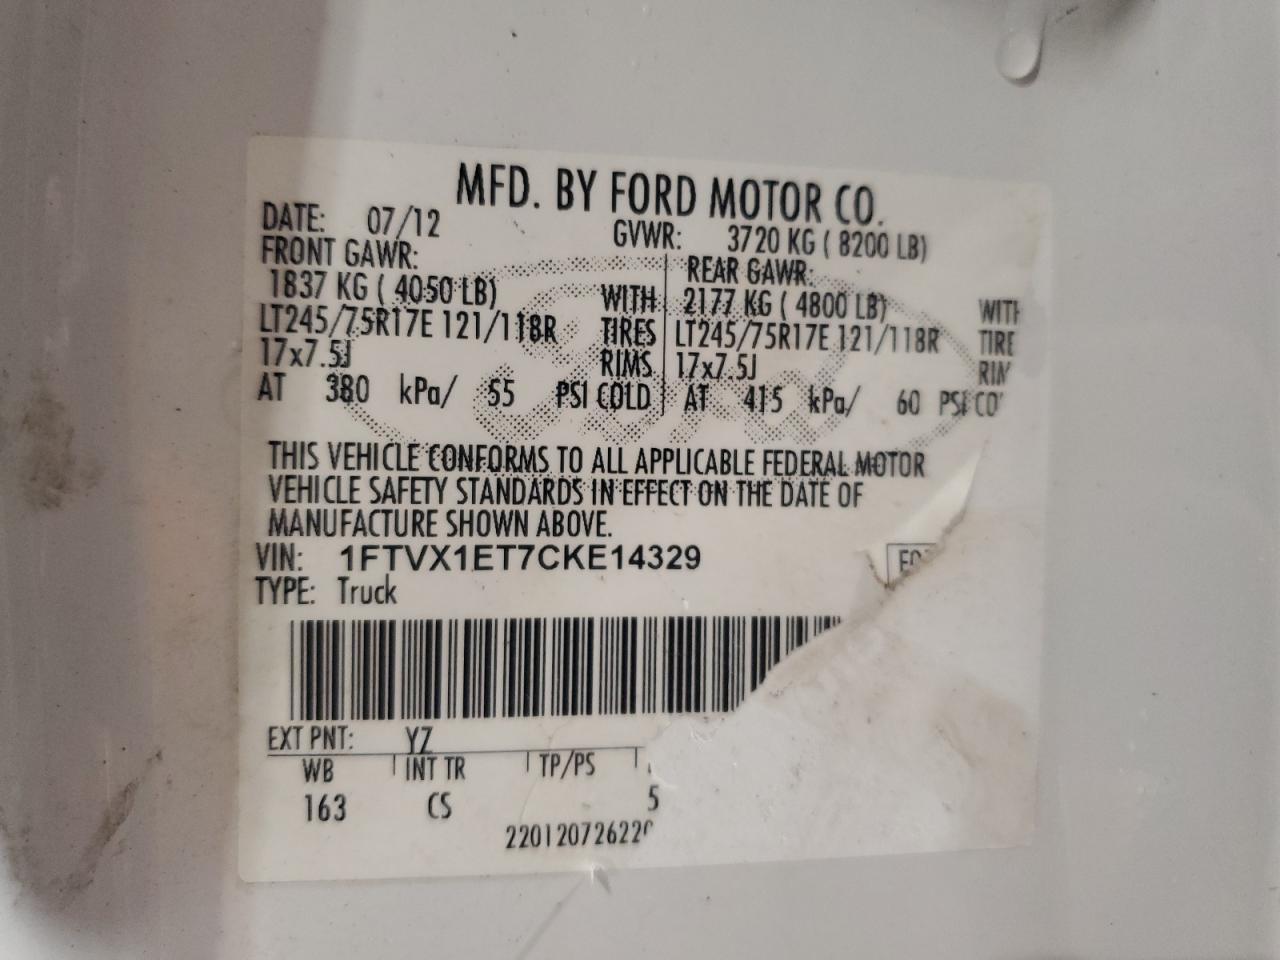 MFD. BY FORD MOTOR CO.
DATE: 07/12 GVWR: 3720 KG ( 8200 LB)
FRONT GAWR: REAR GAWR:
1837 KG ( 4050 LB) WITH 2177 KG ( 4800 LB) WITH
LT245/75R17E 121/118R TIRES LT245/75R17E 121/118R TIRE
17x7.5J RIMS 17x7.5J RIM
AT 380 kPa/ 55 PSI COLD AT 415 kPa/ 60 PSI CO
THIS VEHICLE CONFORMS TO ALL APPLICABLE FEDERAL MOTOR
VEHICLE SAFETY STANDARDS IN EFFECT ON THE DATE OF
MANUFACTURE SHOWN ABOVE.
VIN: 1FTVX1ET7CKE14329
TYPE: Truck
EXT PNT: YZ
WB INT TR TP/PS
163 CS 5